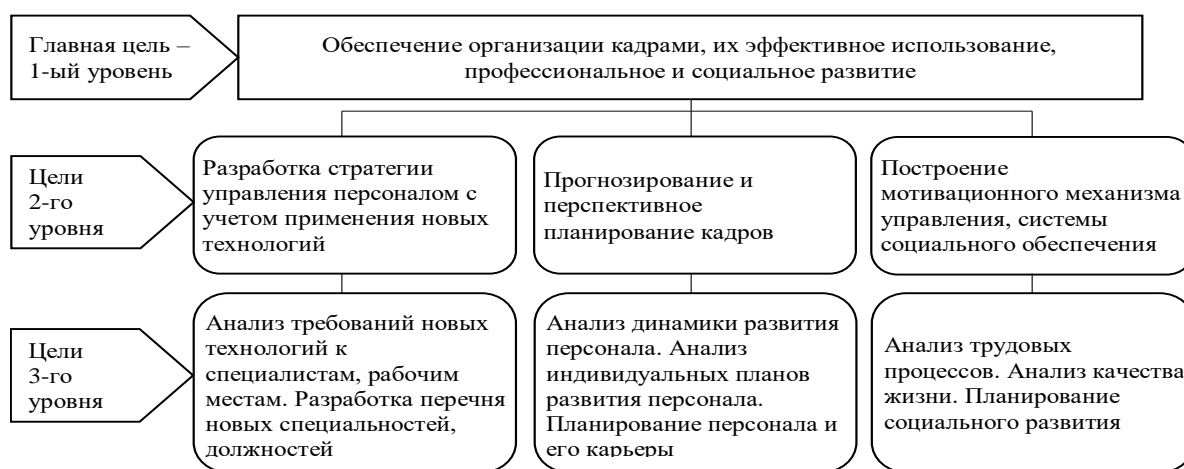 Главная цель –
1-ый уровень
Обеспечение организации кадрами, их эффективное использование,
профессиональное и социальное развитие
Цели
2-го
уровня
Разработка стратегии
управления персоналом с
учетом применения новых
технологий
Прогнозирование и
перспективное
планирование кадров
Построение
мотивационного механизма
управления, системы
социального обеспечения
Цели
3-го
уровня
Анализ требований новых
технологий к
специалистам, рабочим
местам. Разработка перечня
новых специальностей,
должностей
Анализ динамики развития
персонала. Анализ
индивидуальных планов
развития персонала.
Планирование персонала и
его карьеры
Анализ трудовых
процессов. Анализ качества
жизни. Планирование
социального развития